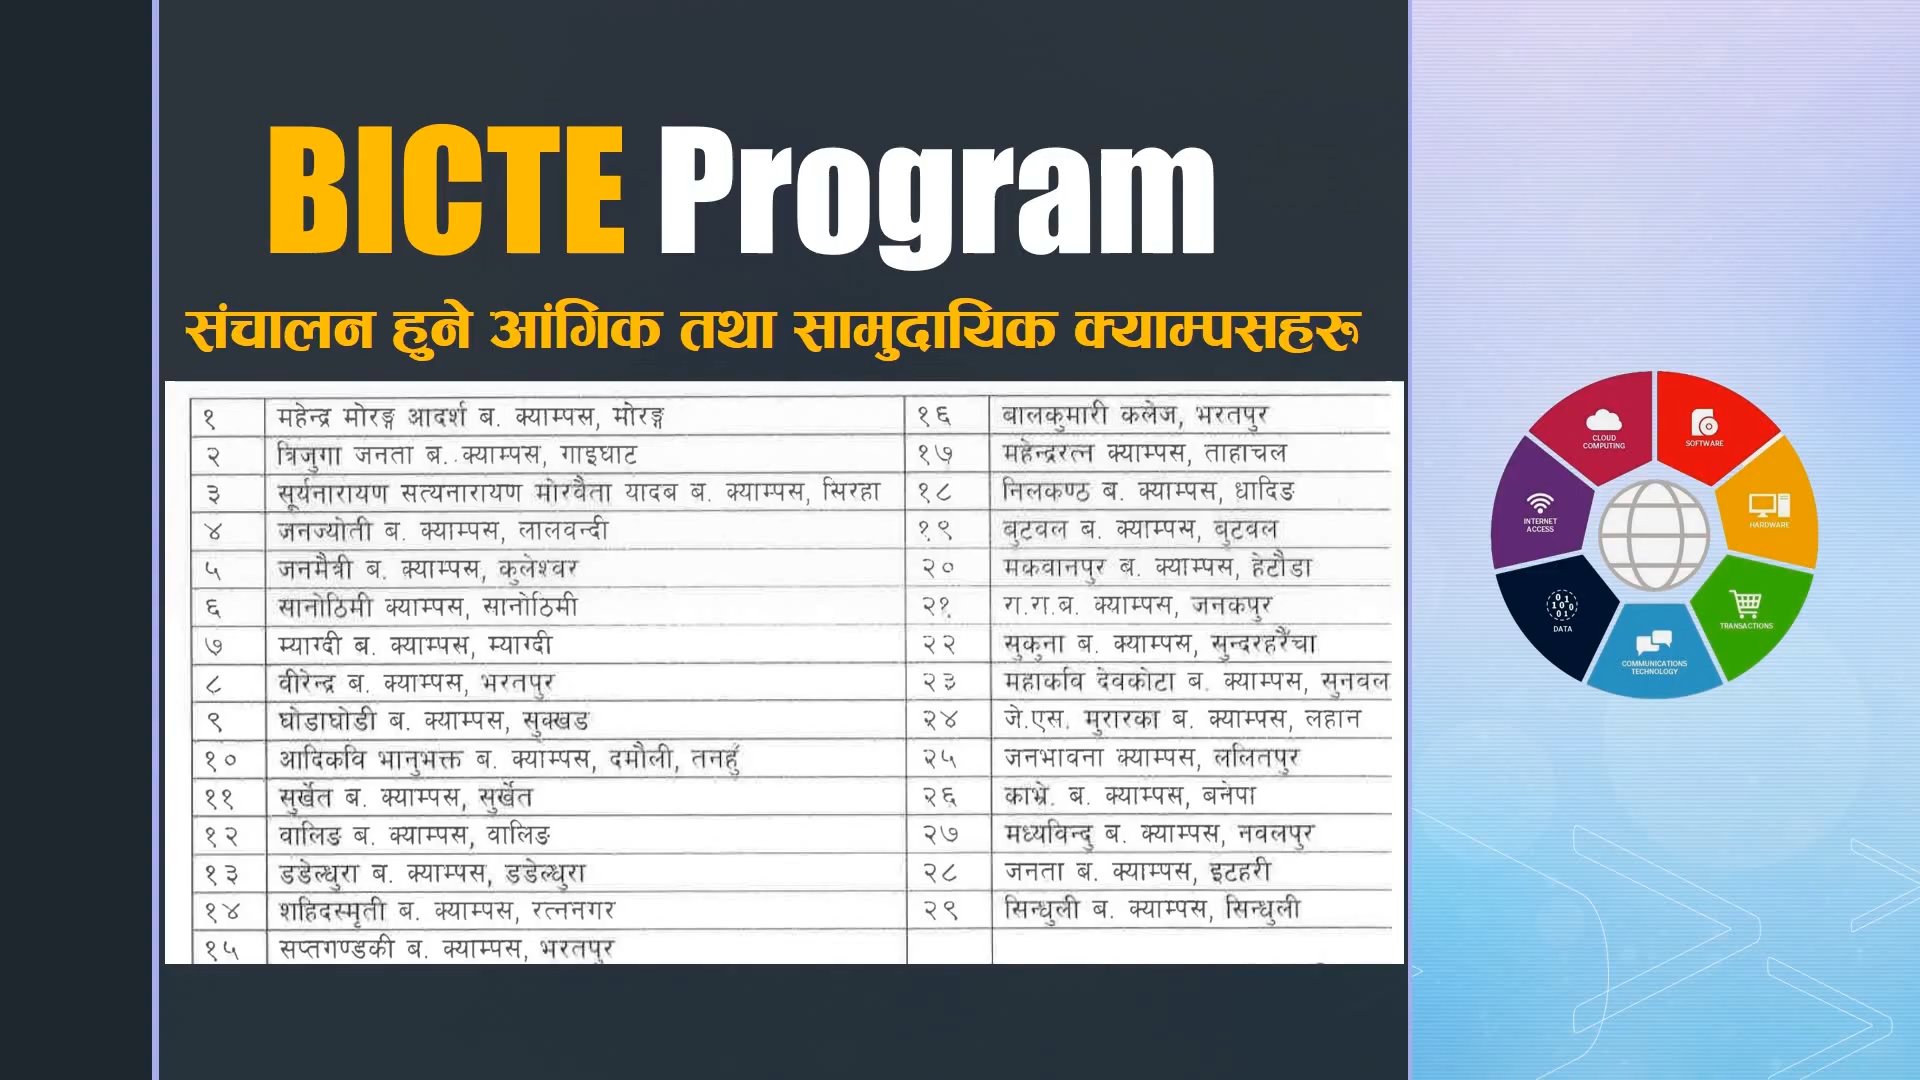 BICTE Program
संचालन हुने आंगिक तथा सामुदायिक क्याम्पसहरु
१ महेन्द्र मोरङ्ग आदर्श ब. क्याम्पस, मोरङ्ग
२ त्रिजुगा जनता ब. क्याम्पस, गाइघाट
३ सूर्यनारायण सत्यनारायण मोरवैता यादब ब. क्याम्पस, सिरहा
४ जनज्योती ब. क्याम्पस, लालवन्दी
५ जनमैत्री ब. क्याम्पस, कुलेश्वर
६ सानोठिमी क्याम्पस, सानोठिमी
७ म्याग्दी ब. क्याम्पस, म्याग्दी
८ वीरेन्द्र ब. क्याम्पस, भरतपुर
९ घोडाघोडी ब. क्याम्पस, सुक्खड
१० आदिकवि भानुभक्त ब. क्याम्पस, दमौली, तनहुँ
११ सुर्खेत ब. क्याम्पस, सुर्खेत
१२ वालिङ ब. क्याम्पस, वालिङ
१३ डडेल्धुरा ब. क्याम्पस, डडेल्धुरा
१४ शहिदस्मृती ब. क्याम्पस, रत्ननगर
१५ सप्तगण्डकी ब. क्याम्पस, भरतपुर
१६ बालकुमारी कलेज, भरतपुर
१७ महेन्द्ररत्न क्याम्पस, ताहाचल
१८ निलकण्ठ ब. क्याम्पस, धादिङ
१९ बुटवल ब. क्याम्पस, बुटवल
२० मकवानपुर ब. क्याम्पस, हेटौडा
२१ रा.रा.ब. क्याम्पस, जनकपुर
२२ सुकुना ब. क्याम्पस, सुन्दरहरैंचा
२३ महाकवि देवकोटा ब. क्याम्पस, सुनवल
२४ जे.एस. मुरारका ब. क्याम्पस, लहान
२५ जनभावना क्याम्पस, ललितपुर
२६ काभ्रे. ब. क्याम्पस, बनेपा
२७ मध्यविन्दु ब. क्याम्पस, नवलपुर
२८ जनता ब. क्याम्पस, इटहरी
२९ सिन्धुली ब. क्याम्पस, सिन्धुली
CLOUD
COMPUTING
SOFTWARE
INTERNET
ACCESS
HARDWARE
01
10 0
01
DATA
TRANSACTIONS
COMMUNICATIONS
TECHNOLOGY